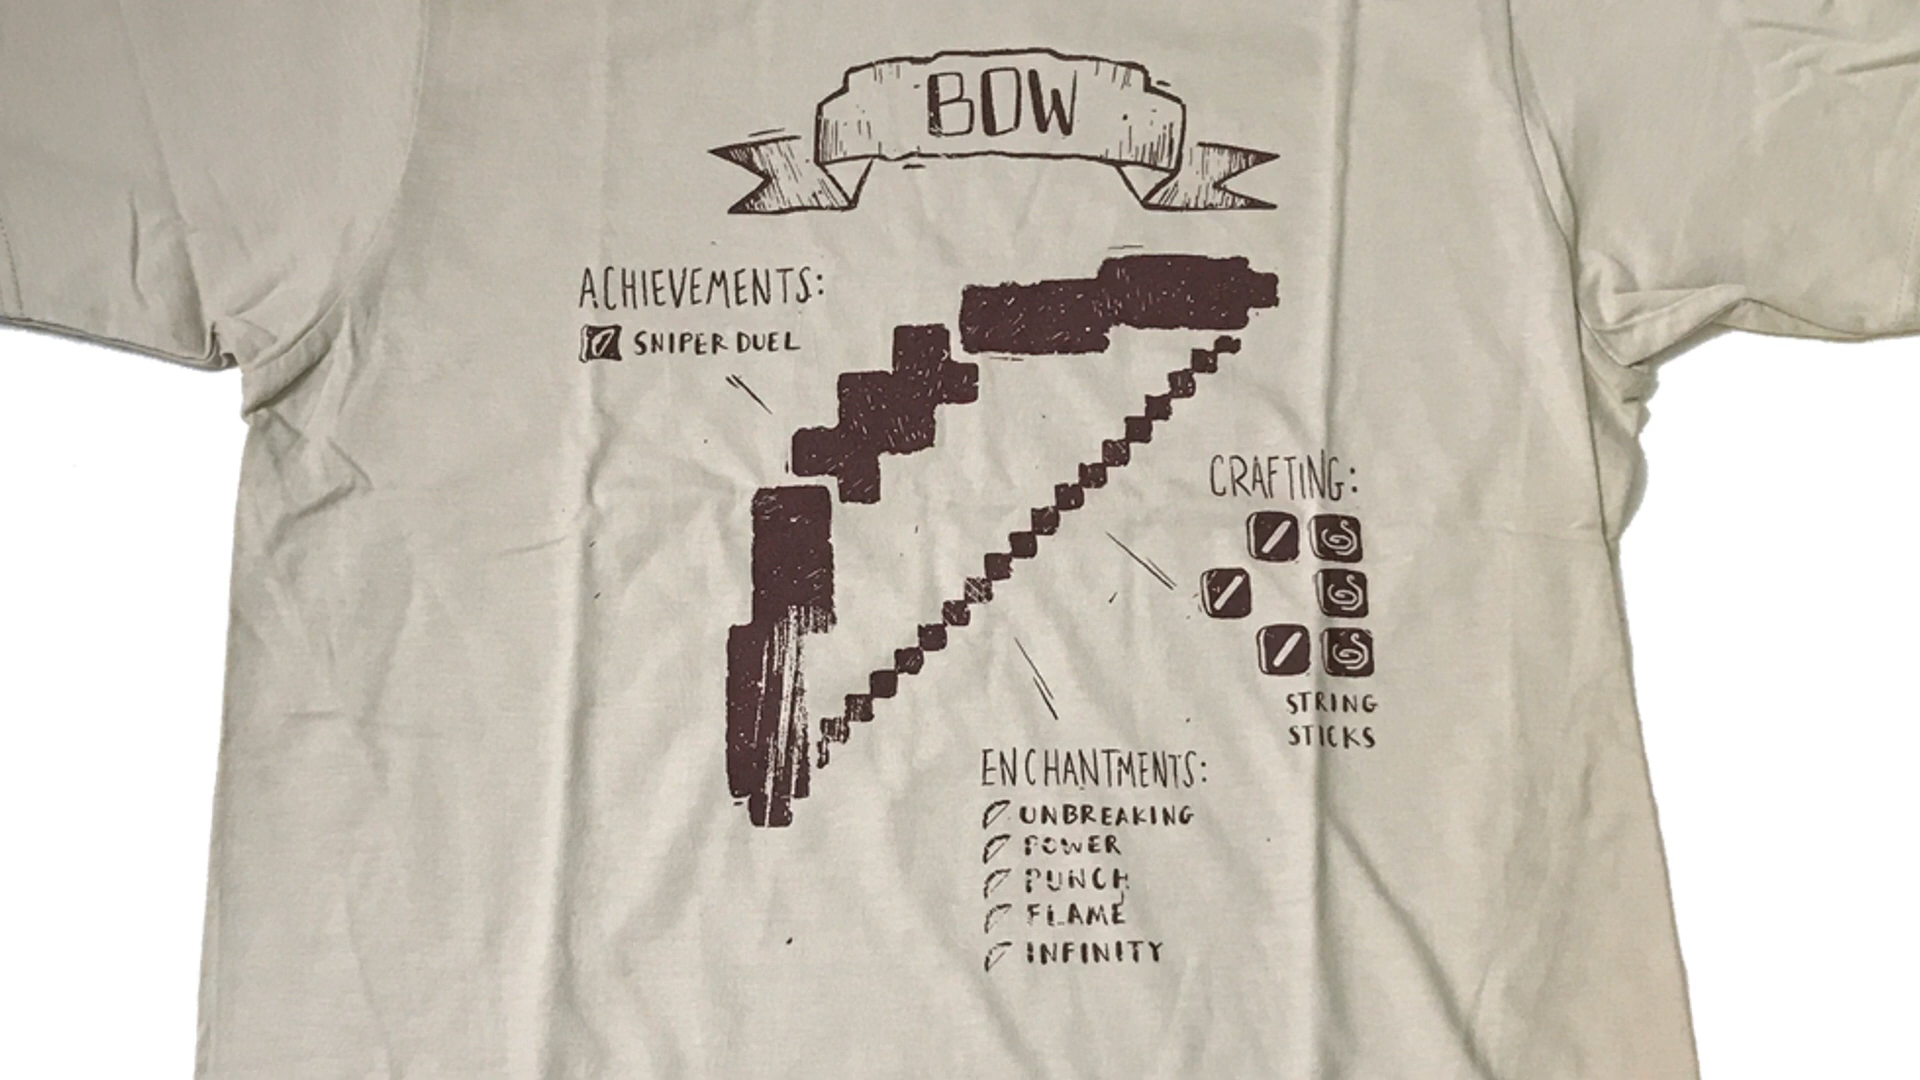 BOW
ACHIEVEMENTS:
SNIPER DUEL
CRAFTING:
STRING
STICKS
ENCHANTMENTS:
UNBREAKING
POWER
PUNCH
FLAME
INFINITY